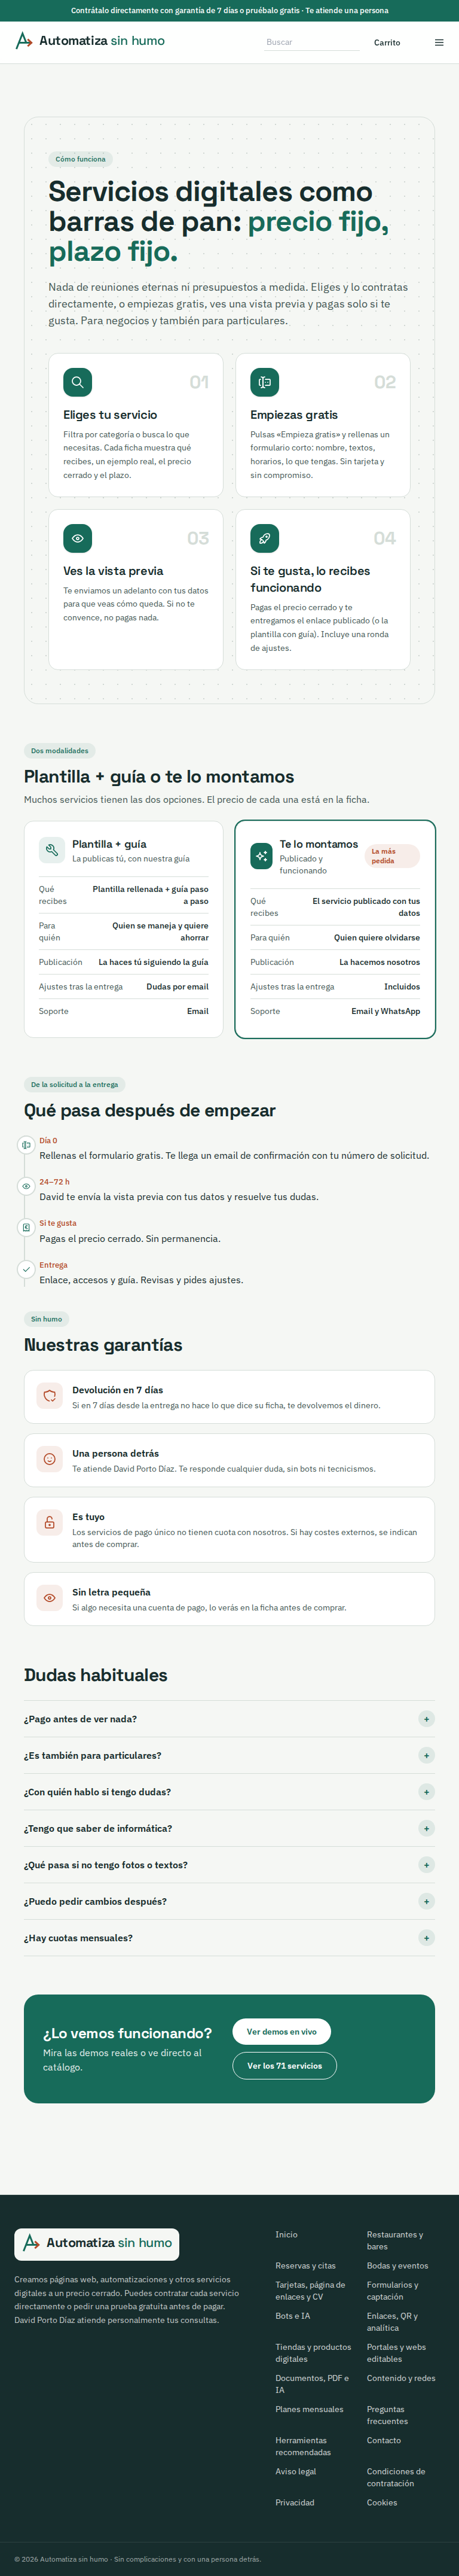 Contrátalo directamente con garantía de 7 días o pruébalo gratis · Te atiende una persona
Automatiza sin humo
Buscar
Carrito
Cómo funciona
Servicios digitales como
barras de pan: precio fijo,
plazo fijo.
Nada de reuniones eternas ni presupuestos a medida. Eliges y lo contratas
directamente, o empiezas gratis, ves una vista previa y pagas solo si te
gusta. Para negocios y también para particulares.
01
Eliges tu servicio
Filtra por categoría o busca lo que
necesitas. Cada ficha muestra qué
recibes, un ejemplo real, el precio
cerrado y el plazo.
02
Empiezas gratis
Pulsas «Empieza gratis» y rellenas un
formulario corto: nombre, textos,
horarios, lo que tengas. Sin tarjeta y
sin compromiso.
03
Ves la vista previa
Te enviamos un adelanto con tus datos
para que veas cómo queda. Si no te
convence, no pagas nada.
04
Si te gusta, lo recibes
funcionando
Pagas el precio cerrado y te
entregamos el enlace publicado (o la
plantilla con guía). Incluye una ronda
de ajustes.
Dos modalidades
Plantilla + guía o te lo montamos
Muchos servicios tienen las dos opciones. El precio de cada una está en la ficha.
Plantilla + guía
La publicas tú, con nuestra guía
Qué
recibes
Plantilla rellenada + guía paso
a paso
Para
quién
Quien se maneja y quiere
ahorrar
Publicación
La haces tú siguiendo la guía
Ajustes tras la entrega
Dudas por email
Soporte
Email
Te lo montamos
Publicado y
funcionando
La más
pedida
Qué
recibes
El servicio publicado con tus
datos
Para quién
Quien quiere olvidarse
Publicación
La hacemos nosotros
Ajustes tras la entrega
Incluidos
Soporte
Email y WhatsApp
De la solicitud a la entrega
Qué pasa después de empezar
Día 0
Rellenas el formulario gratis. Te llega un email de confirmación con tu número de solicitud.
24–72 h
David te envía la vista previa con tus datos y resuelve tus dudas.
Si te gusta
Pagas el precio cerrado. Sin permanencia.
Entrega
Enlace, accesos y guía. Revisas y pides ajustes.
Sin humo
Nuestras garantías
Devolución en 7 días
Si en 7 días desde la entrega no hace lo que dice su ficha, te devolvemos el dinero.
Una persona detrás
Te atiende David Porto Díaz. Te responde cualquier duda, sin bots ni tecnicismos.
Es tuyo
Los servicios de pago único no tienen cuota con nosotros. Si hay costes externos, se indican
antes de comprar.
Sin letra pequeña
Si algo necesita una cuenta de pago, lo verás en la ficha antes de comprar.
Dudas habituales
¿Pago antes de ver nada?
+
¿Es también para particulares?
+
¿Con quién hablo si tengo dudas?
+
¿Tengo que saber de informática?
+
¿Qué pasa si no tengo fotos o textos?
+
¿Puedo pedir cambios después?
+
¿Hay cuotas mensuales?
+
¿Lo vemos funcionando?
Mira las demos reales o ve directo al
catálogo.
Ver demos en vivo
Ver los 71 servicios
Automatiza sin humo
Creamos páginas web, automatizaciones y otros servicios
digitales a un precio cerrado. Puedes contratar cada servicio
directamente o pedir una prueba gratuita antes de pagar.
David Porto Díaz atiende personalmente tus consultas.
Inicio
Restaurantes y
bares
Reservas y citas
Bodas y eventos
Tarjetas, página de
enlaces y CV
Formularios y
captación
Bots e IA
Enlaces, QR y
analítica
Tiendas y productos
digitales
Portales y webs
editables
Documentos, PDF e
IA
Contenido y redes
Planes mensuales
Preguntas
frecuentes
Herramientas
recomendadas
Contacto
Aviso legal
Condiciones de
contratación
Privacidad
Cookies
© 2026 Automatiza sin humo · Sin complicaciones y con una persona detrás.